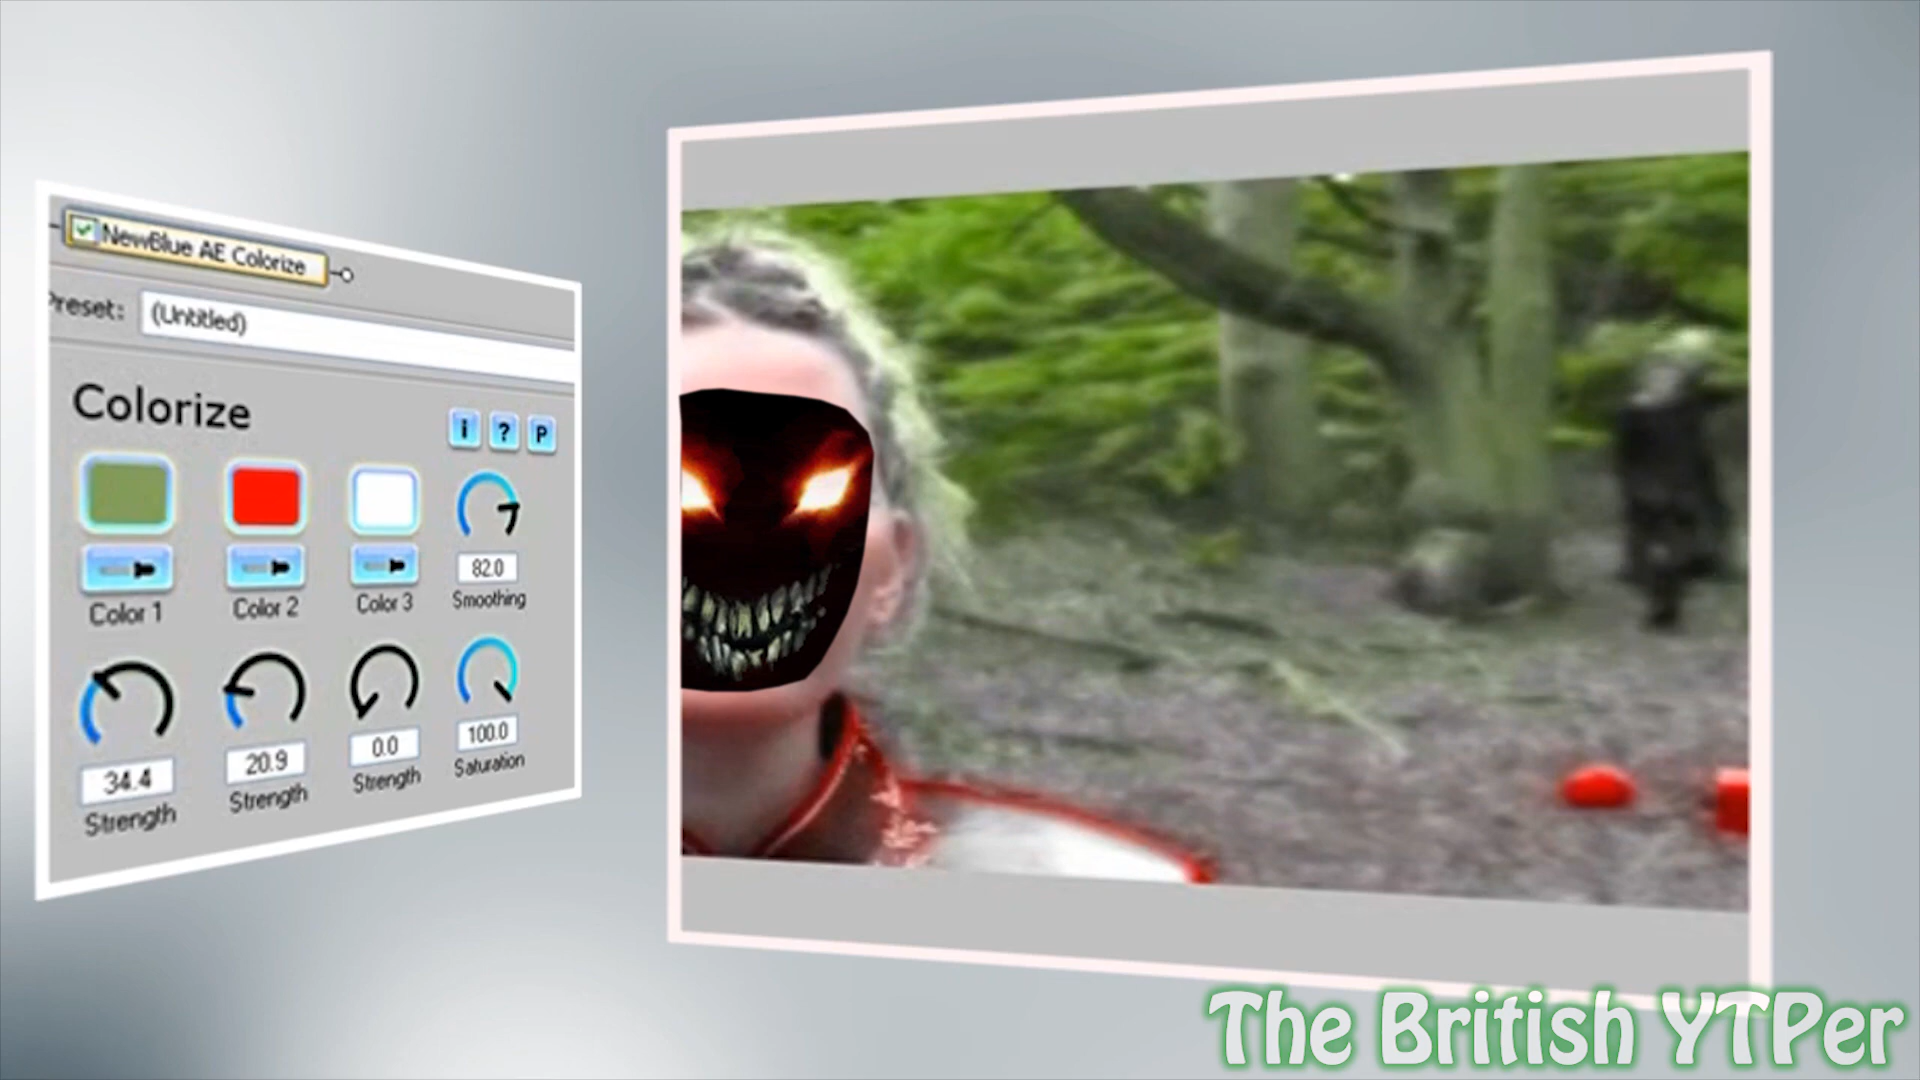 NewBlue AE Colorize
Preset: (Untitled)
Colorize
i ? P
Color 1 Color 2 Color 3
82.0
Smoothing
34.4 20.9 0.0 100.0
Strength Strength Strength Saturation
The British YTPer